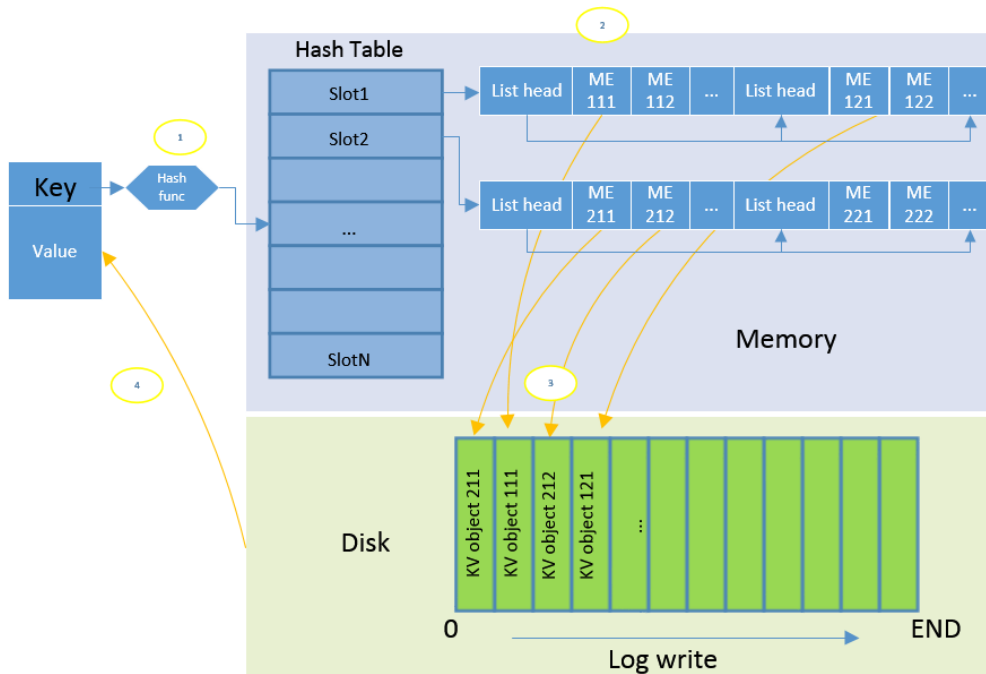 2
Hash Table
Slot1
List head
ME
111
ME
112
...
List head
ME
121
ME
122
...
1
Slot2
Key
Hash
func
List head
ME
211
ME
212
...
List head
ME
221
ME
222
...
Value
...
Memory
SlotN
4
3
Disk
KV object 211
KV object 111
KV object 212
KV object 121
...
0
END
Log write